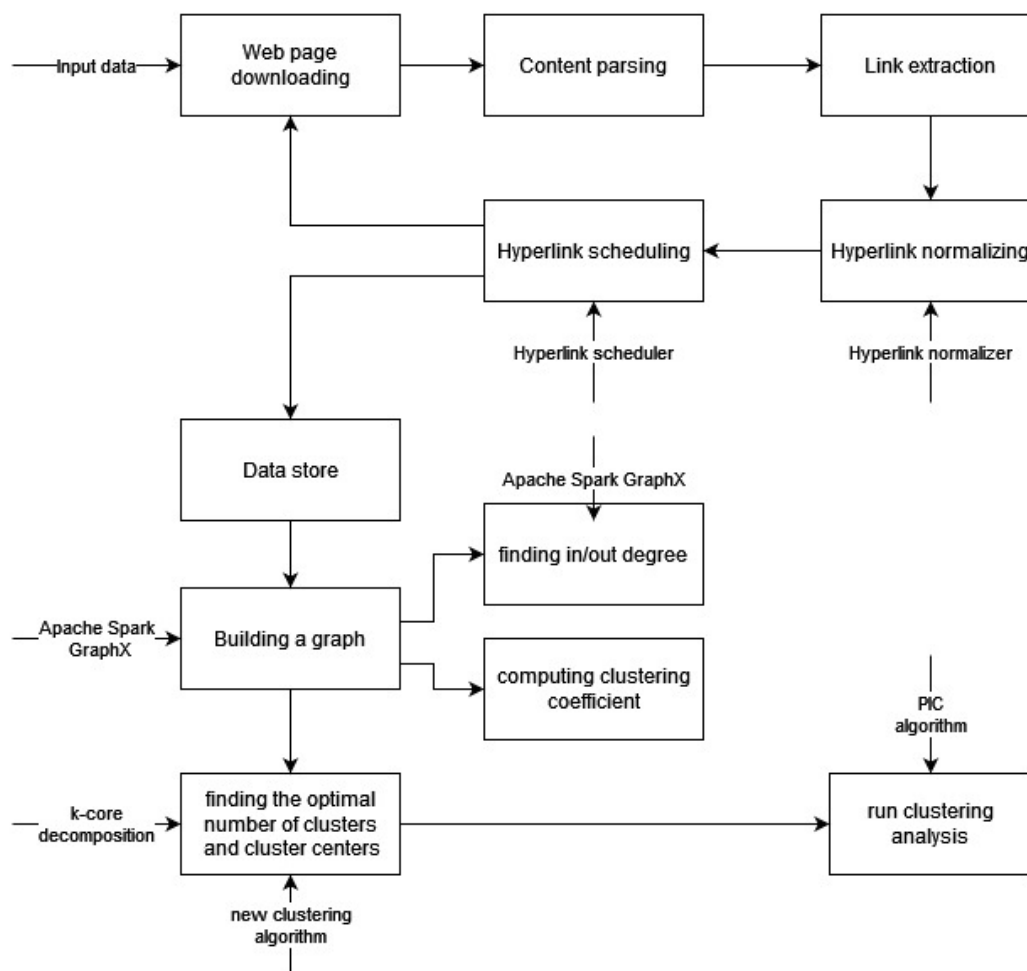 Input data
Web page
downloading
Content parsing
Link extraction
Hyperlink scheduling
Hyperlink normalizing
Hyperlink scheduler
Hyperlink normalizer
Data store
Apache Spark GraphX
finding in/out degree
Apache Spark
GraphX
Building a graph
computing clustering
coefficient
PIC
algorithm
k-core
decomposition
finding the optimal
number of clusters
and cluster centers
run clustering
analysis
new clustering
algorithm